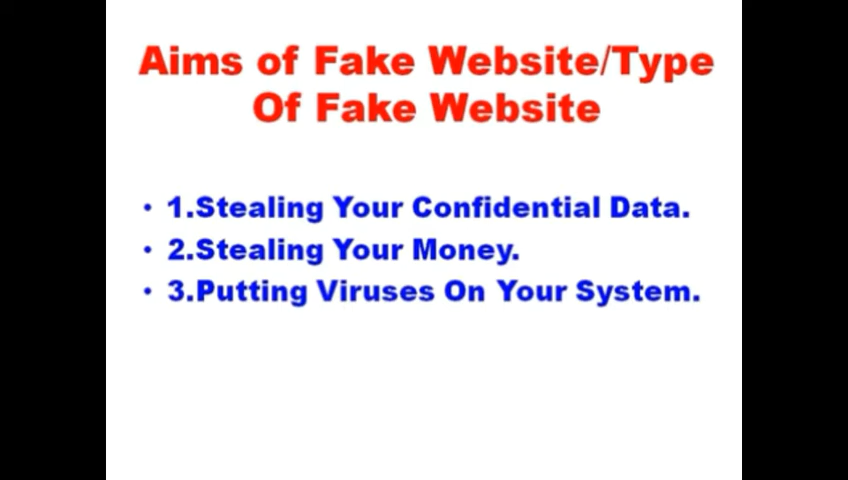 Aims of Fake Website/Type
Of Fake Website
• 1.Stealing Your Confidential Data.
• 2.Stealing Your Money.
• 3.Putting Viruses On Your System.